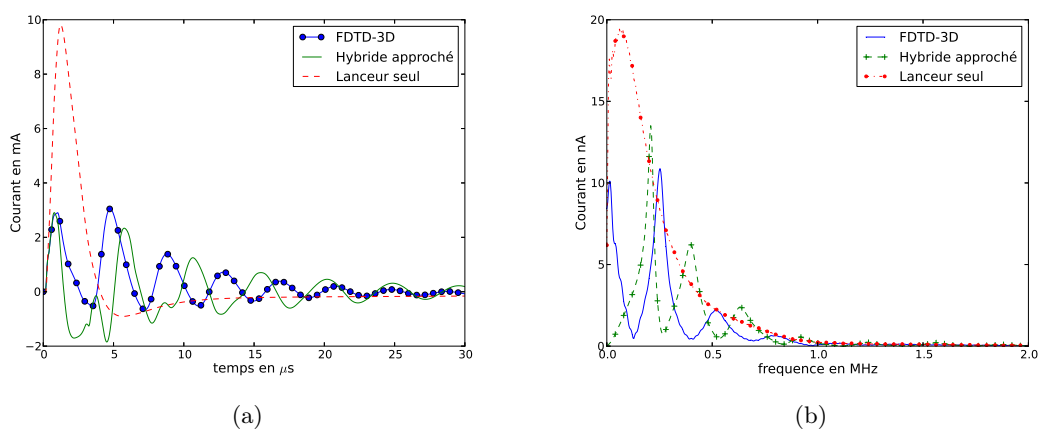 10
8
6
4
2
0
−2
0
5
10
15
20
25
30
Courant en mA
temps en μs
FDTD-3D
Hybride approché
Lanceur seul
(a)
20
15
10
5
0
0.0
0.5
1.0
1.5
2.0
Courant en nA
frequence en MHz
FDTD-3D
Hybride approché
Lanceur seul
(b)